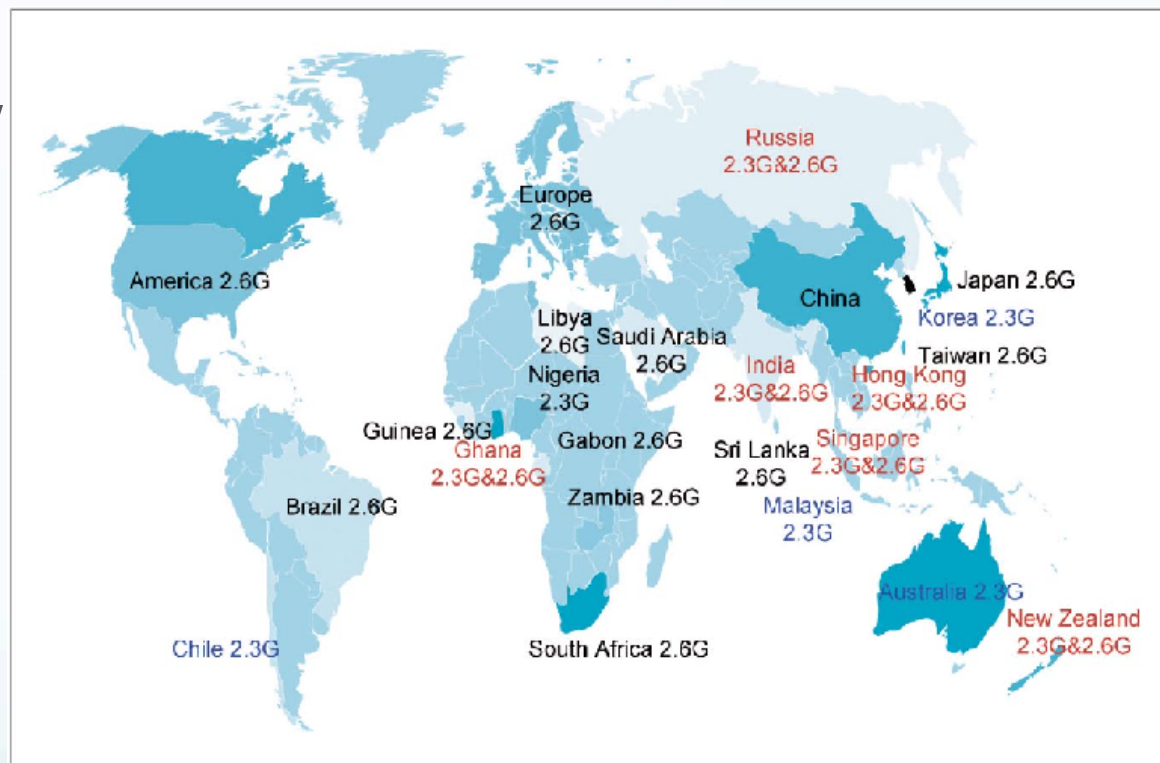 Russia
2.3G&2.6G
Europe
2.6G
America 2.6G
China
Japan 2.6G
Korea 2.3G
Libya
2.6G
Saudi Arabia
2.6G
Taiwan 2.6G
Nigeria
2.3G
India
2.3G&2.6G
Hong Kong
2.3G&2.6G
Guinea 2.6G
Ghana
2.3G&2.6G
Gabon 2.6G
Sri Lanka
2.6G
Singapore
2.3G&2.6G
Brazil 2.6G
Zambia 2.6G
Malaysia
2.3G
Australia 2.3G
New Zealand
2.3G&2.6G
Chile 2.3G
South Africa 2.6G